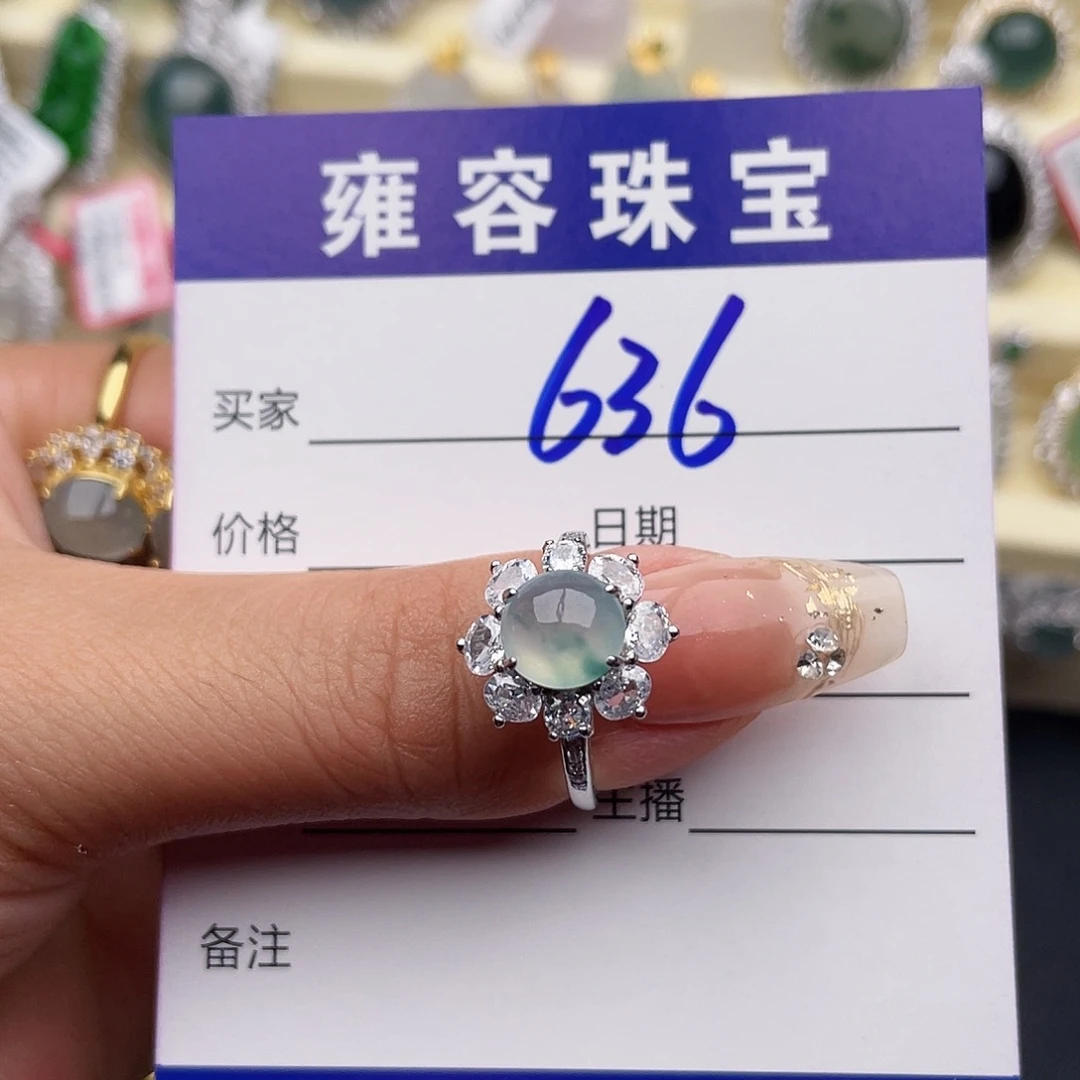 雍容珠宝
买家 636
价格 日期
主播
备注